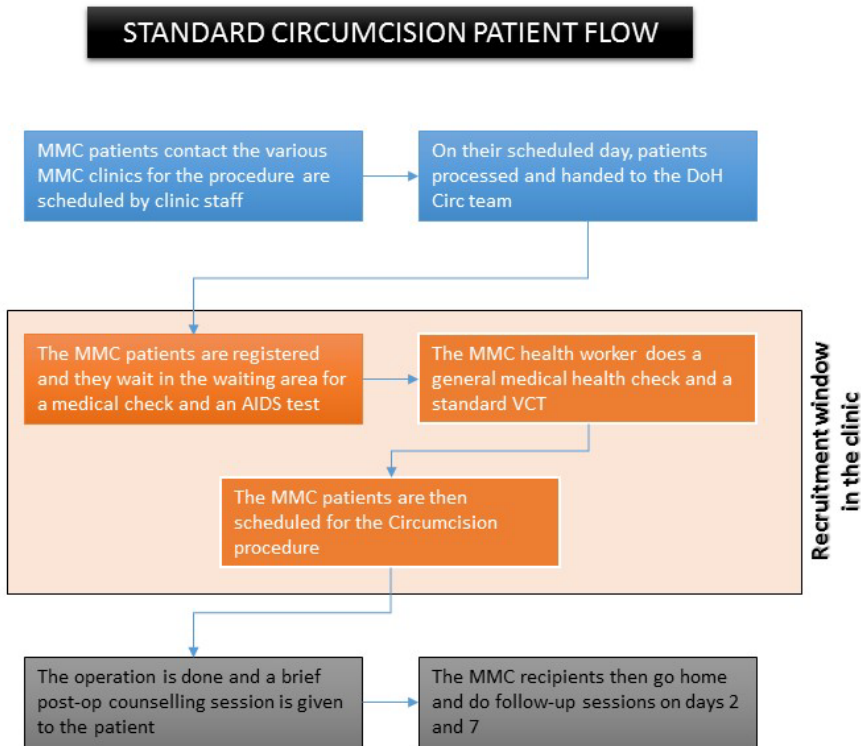 STANDARD CIRCUMCISION PATIENT FLOW
MMC patients contact the various
MMC clinics for the procedure are
scheduled by clinic staff
On their scheduled day, patients
processed and handed to the DoH
Circ team
The MMC patients are registered
and they wait in the waiting area for
a medical check and an AIDS test
The MMC health worker does a
general medical health check and a
standard VCT
The MMC patients are then
scheduled for the Circumcision
procedure
Recruitment window
in the clinic
The operation is done and a brief
post-op counselling session is given
to the patient
The MMC recipients then go home
and do follow-up sessions on days 2
and 7